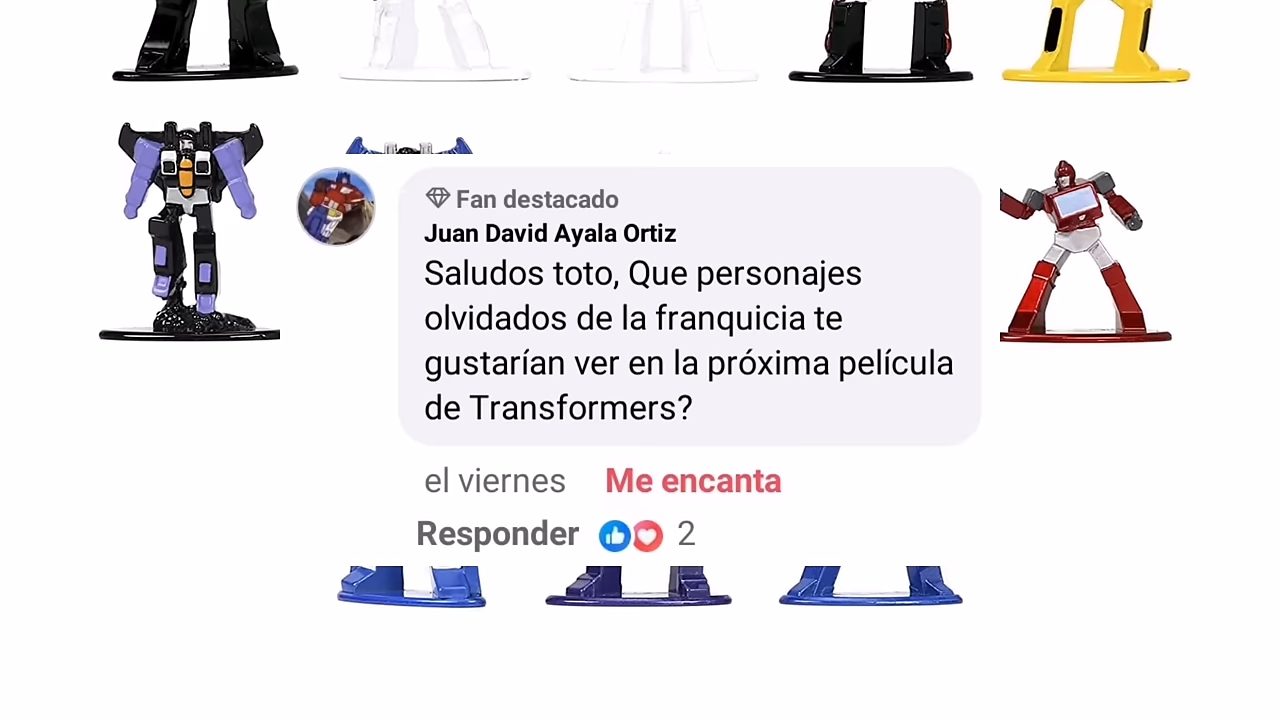 Fan destacado
Juan David Ayala Ortiz
Saludos toto, Que personajes
olvidados de la franquicia te
gustarían ver en la próxima película
de Transformers?
el viernes Me encanta
Responder 2